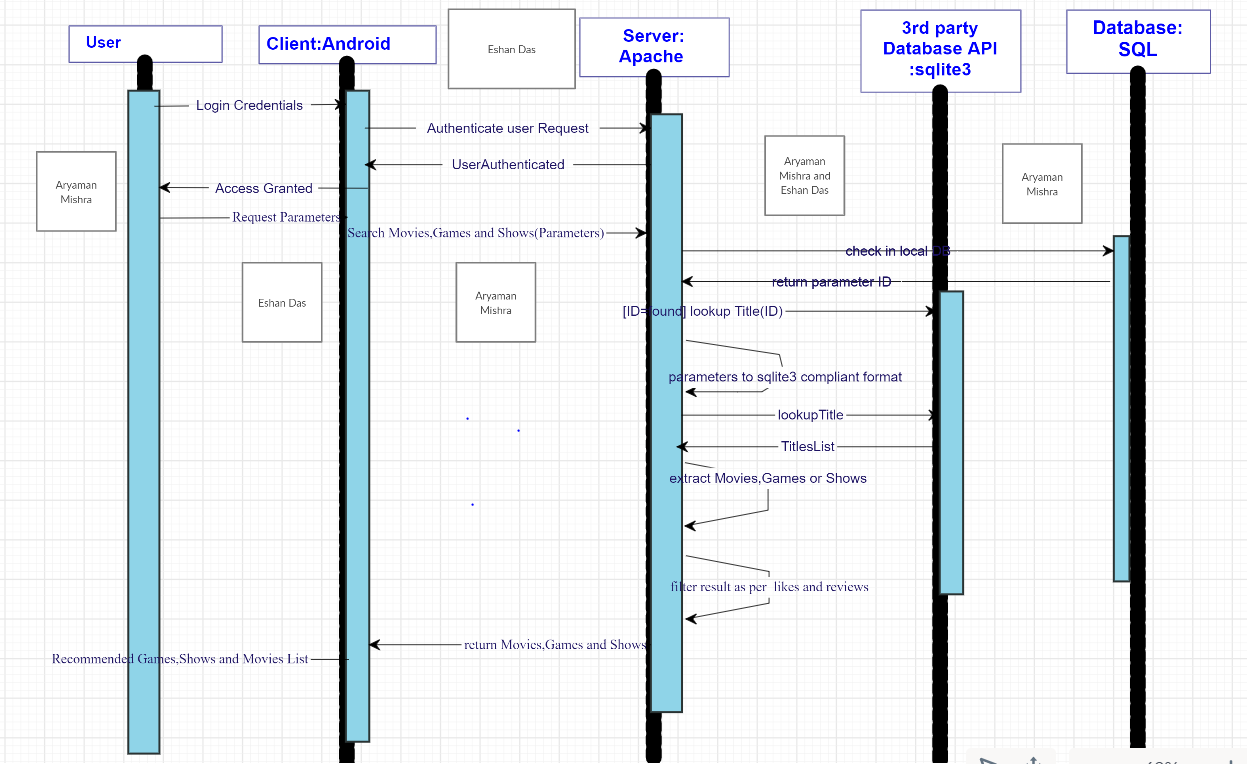 User
Client:Android
Eshan Das
Server:
Apache
3rd party
Database API
:sqlite3
Database:
SQL
Login Credentials
Authenticate user Request
UserAuthenticated
Access Granted
Aryaman
Mishra
Aryaman
Mishra and
Eshan Das
Aryaman
Mishra
Request Parameters
Search Movies,Games and Shows(Parameters)
check in local DB
return parameter ID
Eshan Das
Aryaman
Mishra
[ID=found] lookup Title(ID)
parameters to sqlite3 compliant format
lookupTitle
TitlesList
extract Movies,Games or Shows
filter result as per likes and reviews
return Movies,Games and Shows
Recommended Games,Shows and Movies List